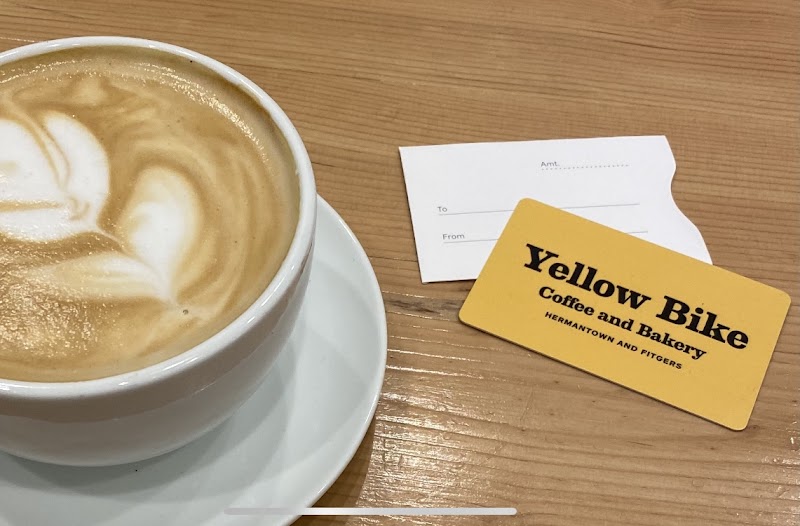 Amt.
To
From
Yellow Bike
Coffee and Bakery
HERMANTOWN AND FITGERS